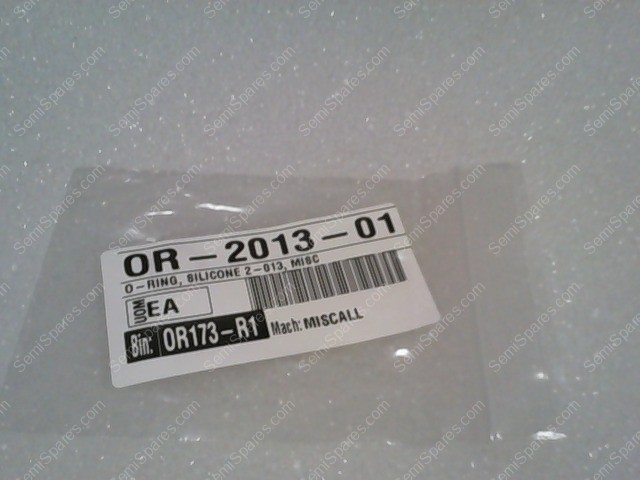 OR-2013-01
O-RING, SILICONE 2-013, MISC
UOM EA
Bin: OR173-R1 Mach: MISCALL
SemiSpares.com